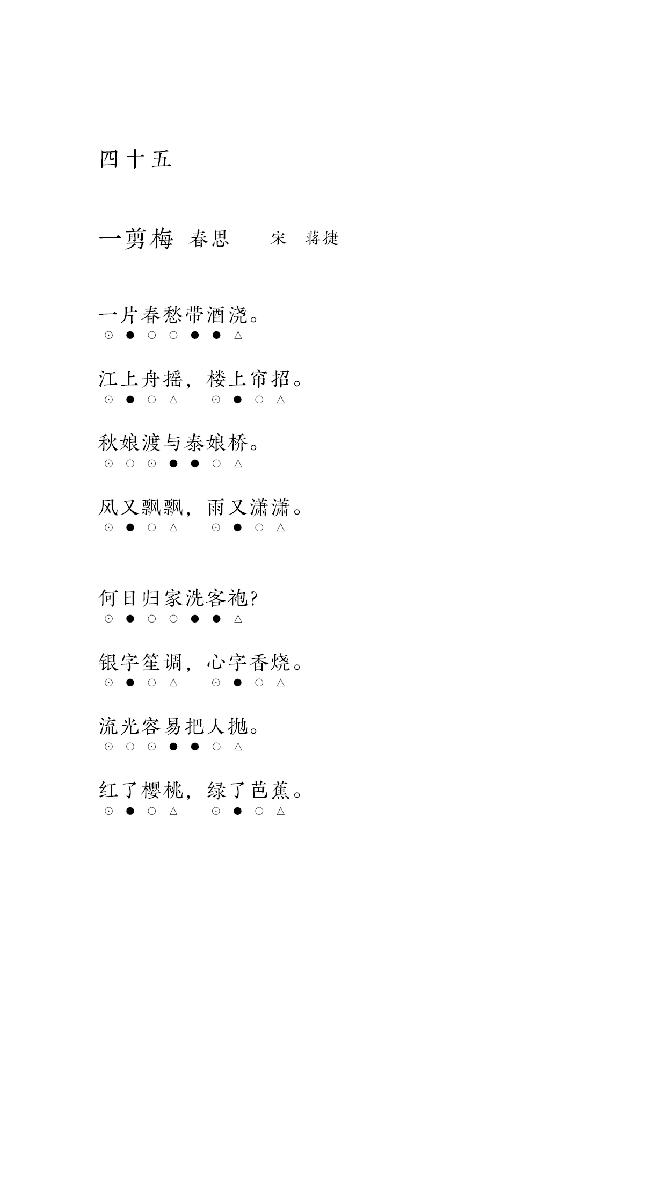 四十五
一剪梅 春思 宋 蒋捷
一片春愁带酒浇。
⊙●○○●●△
江上舟摇，楼上帘招。
⊙●○△ ⊙●○△
秋娘渡与泰娘桥。
⊙○⊙●●○△
风又飘飘，雨又潇潇。
⊙●○△ ⊙●○△
何日归家洗客袍？
⊙●○○●●△
银字笙调，心字香烧。
⊙●○△ ⊙●○△
流光容易把人抛。
⊙○⊙●●○△
红了樱桃，绿了芭蕉。
⊙●○△ ⊙●○△